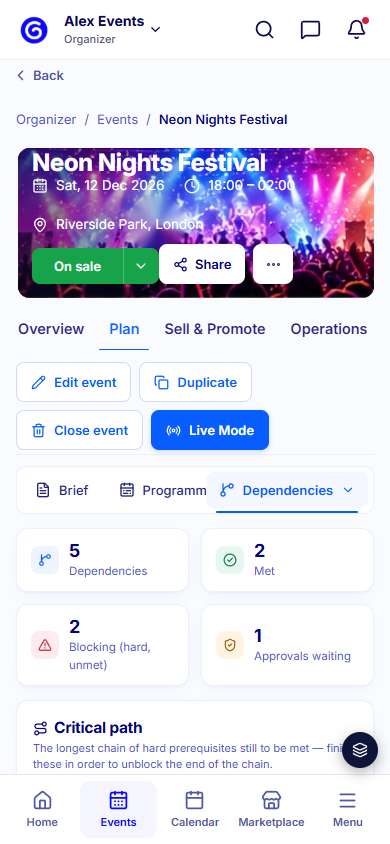 Alex Events
Organizer
Back
Organizer / Events / Neon Nights Festival
Neon Nights Festival
Sat, 12 Dec 2026 18:00 – 02:00
Riverside Park, London
On sale Share
Overview Plan Sell & Promote Operations
Edit event Duplicate
Close event Live Mode
Brief Programm Dependencies
5
Dependencies
2
Met
2
Blocking (hard,
unmet)
1
Approvals waiting
Critical path
The longest chain of hard prerequisites still to be met —
these in order to unblock the end of the chain.
Home Events Calendar Marketplace Menu